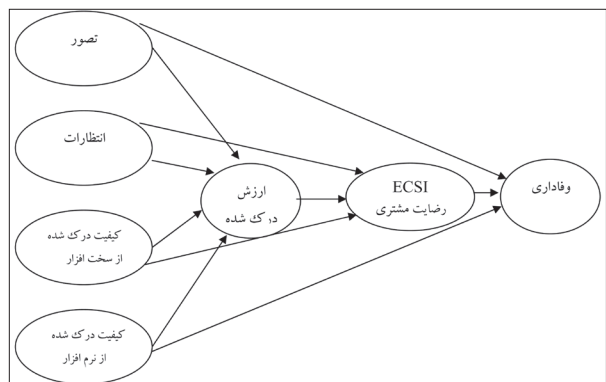 تصور
انتظارات
ارزش
درک شده
ECSI
رضایت مشتری
وفاداری
کیفیت درک شده
از سخت افزار
کیفیت درک شده
از نرم افزار